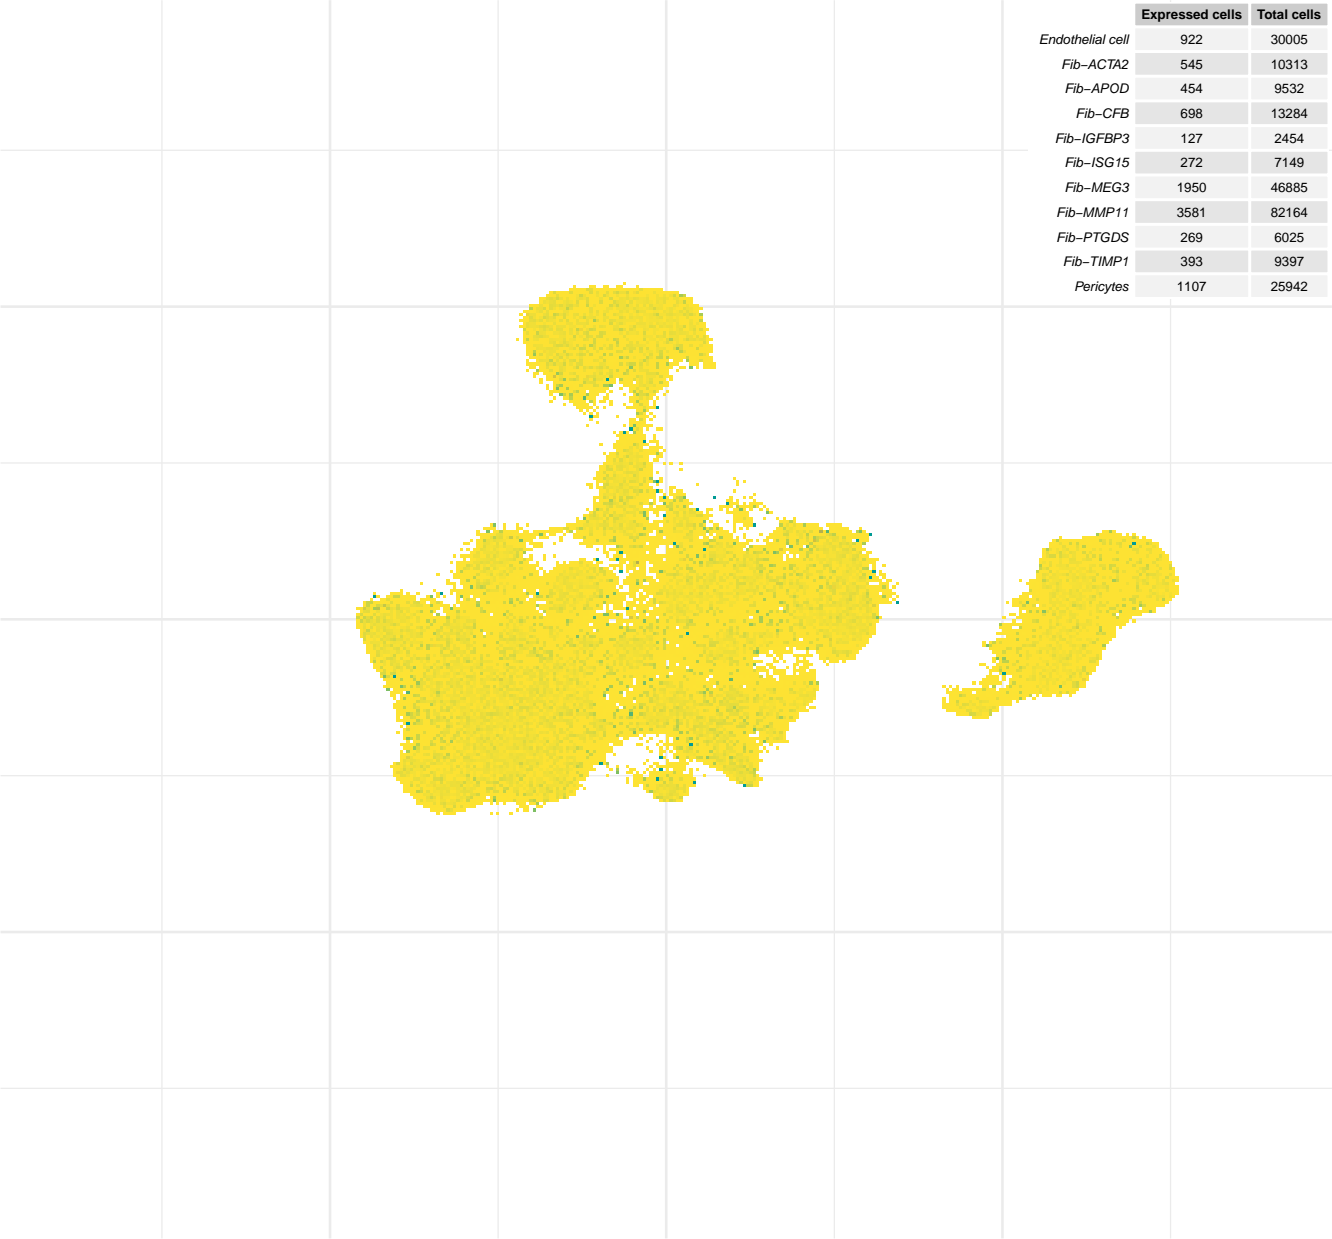 Expressed cells Total cells
Endothelial cell 922 30005
Fib−ACTA2 545 10313
Fib−APOD 454 9532
Fib−CFB 698 13284
Fib−IGFBP3 127 2454
Fib−ISG15 272 7149
Fib−MEG3 1950 46885
Fib−MMP11 3581 82164
Fib−PTGDS 269 6025
Fib−TIMP1 393 9397
Pericytes 1107 25942